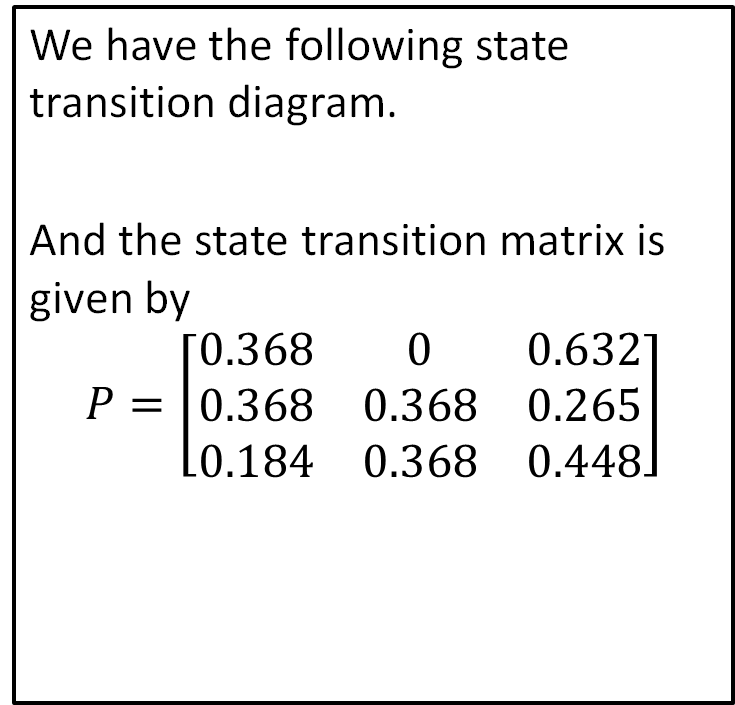 We have the following state
transition diagram.
And the state transition matrix is
given by
P = [0.368 0 0.632
0.368 0.368 0.265
0.184 0.368 0.448]